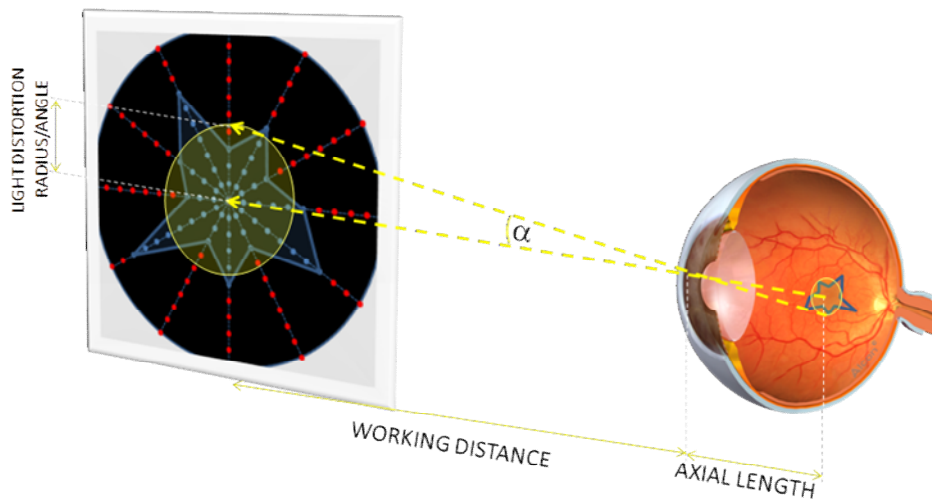 LIGHT DISTORTION
RADIUS/ANGLE
α
WORKING DISTANCE
AXIAL LENGTH